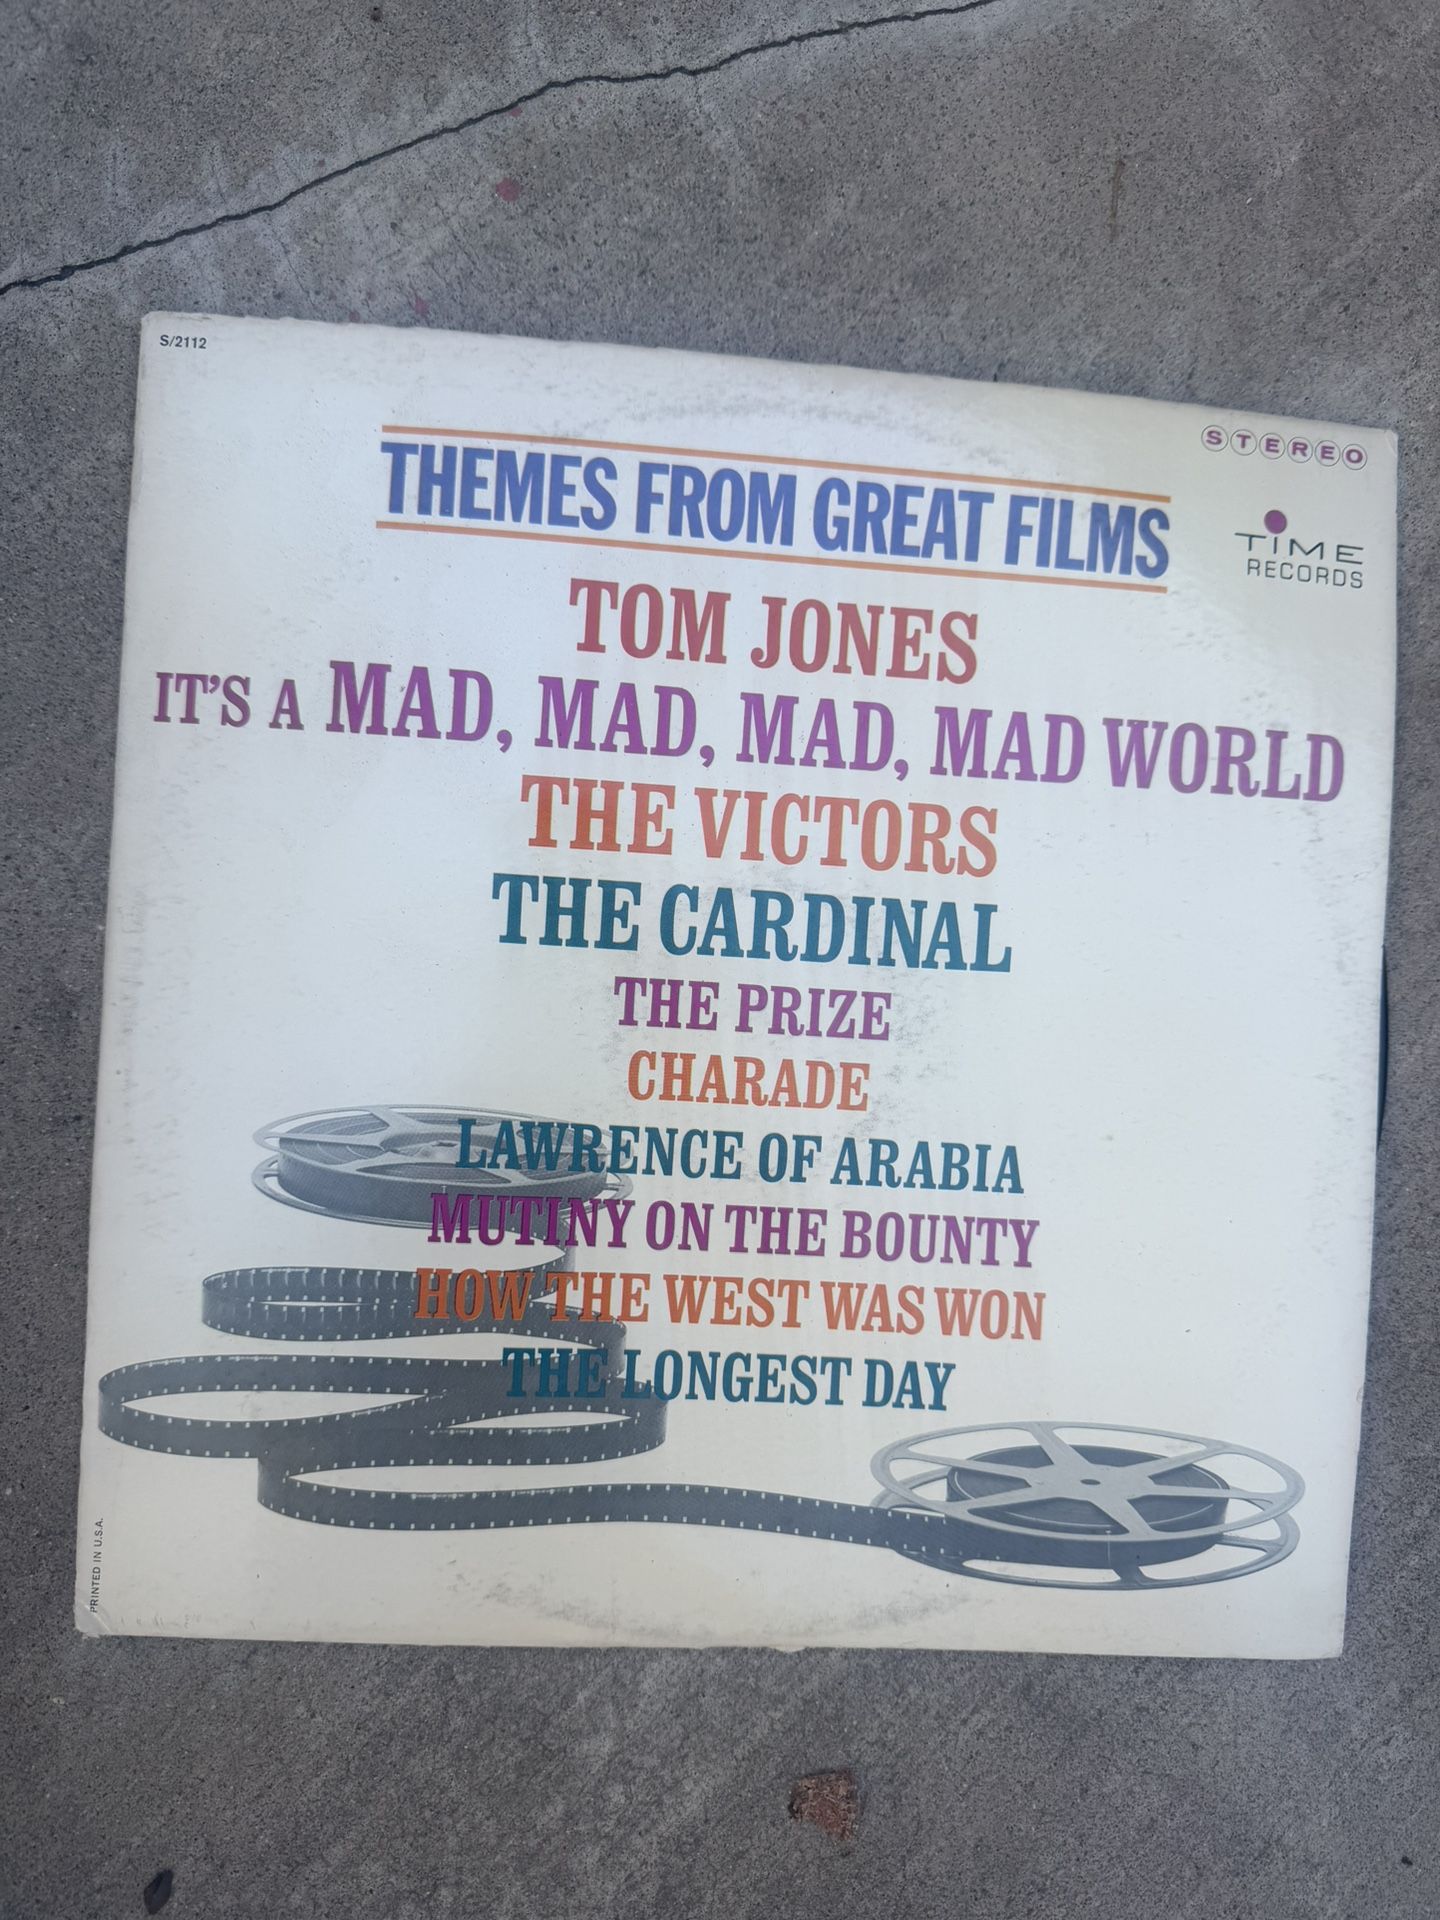 S/2112
STEREO
THEMES FROM GREAT FILMS
TIME
RECORDS
TOM JONES
IT'S A MAD, MAD, MAD, MAD WORLD
THE VICTORS
THE CARDINAL
THE PRIZE
CHARADE
LAWRENCE OF ARABIA
MUTINY ON THE BOUNTY
HOW THE WEST WAS WON
THE LONGEST DAY
PRINTED IN U.S.A.